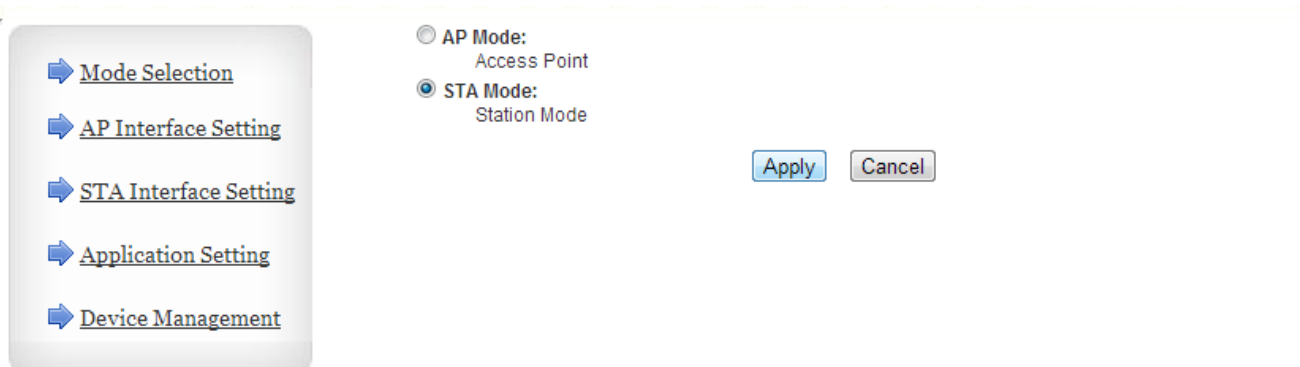 Mode Selection
AP Interface Setting
STA Interface Setting
Application Setting
Device Management
AP Mode:
Access Point
STA Mode:
Station Mode
Apply Cancel